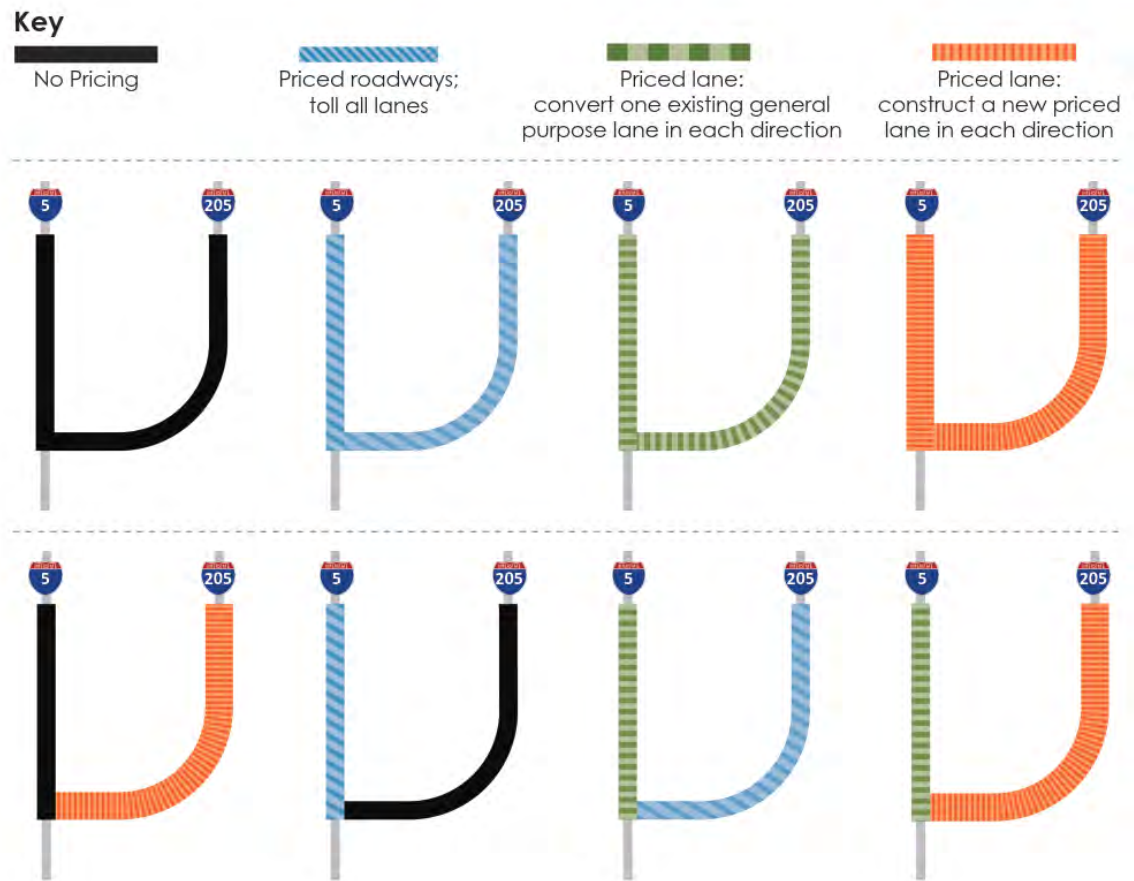 Key
No Pricing
Priced roadways;
toll all lanes
Priced lane:
convert one existing general
purpose lane in each direction
Priced lane:
construct a new priced
lane in each direction
5
205
5
205
5
205
5
205
5
205
5
205
5
205
5
205